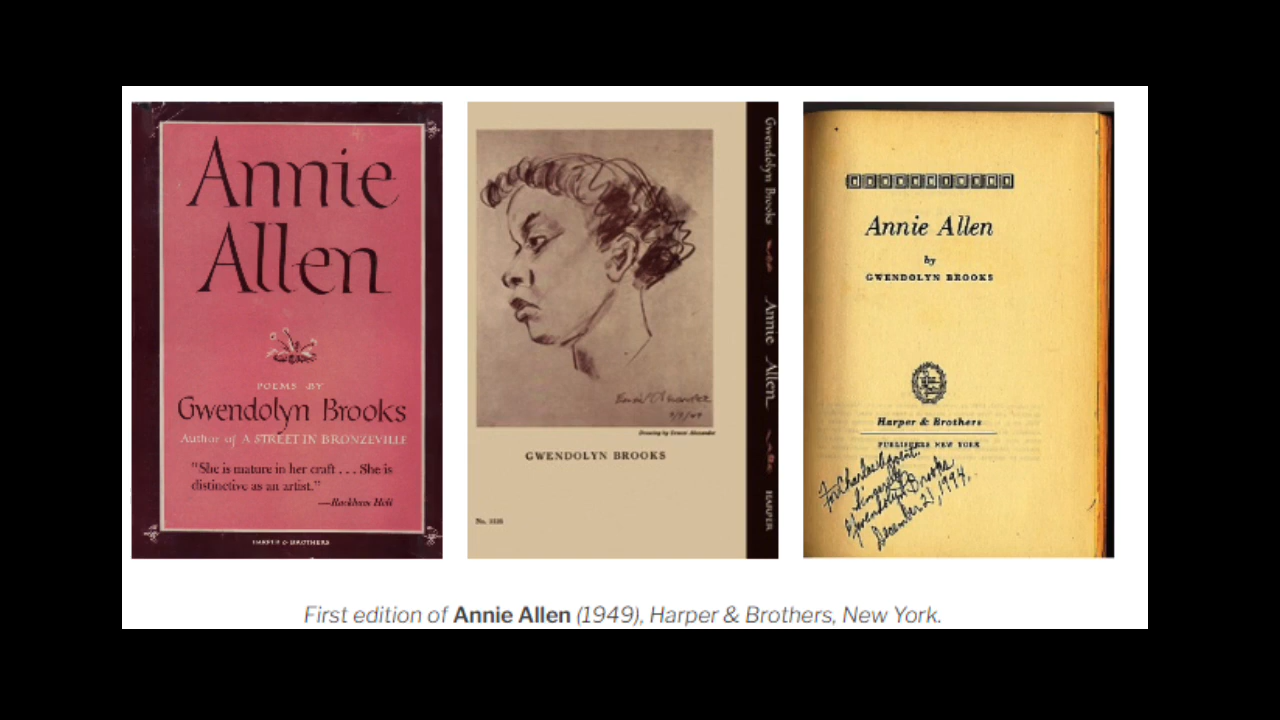 Annie
Allen
POEMS BY
Gwendolyn Brooks
Author of A STREET IN BRONZEVILLE
"She is mature in her craft . . . She is
distinctive as an artist."
—Rackham Holt
HARPER & BROTHERS
Drawing by Ernest Alexander
GWENDOLYN BROOKS
Gwendolyn Brooks
Annie Allen
HARPER
Annie Allen
by
GWENDOLYN BROOKS
Harper & Brothers
PUBLISHERS NEW YORK
For Charles
Sincerely,
Gwendolyn Brooks
December 21, 1994.
First edition of Annie Allen (1949), Harper & Brothers, New York.